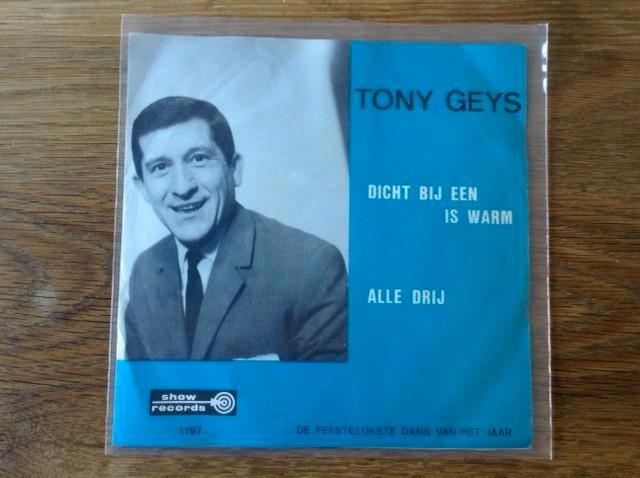 TONY GEYS
DICHT BIJ EEN
IS WARM
ALLE DRIJ
show
records
1197
DE FEESTELIJKSTE DANS VAN HET JAAR